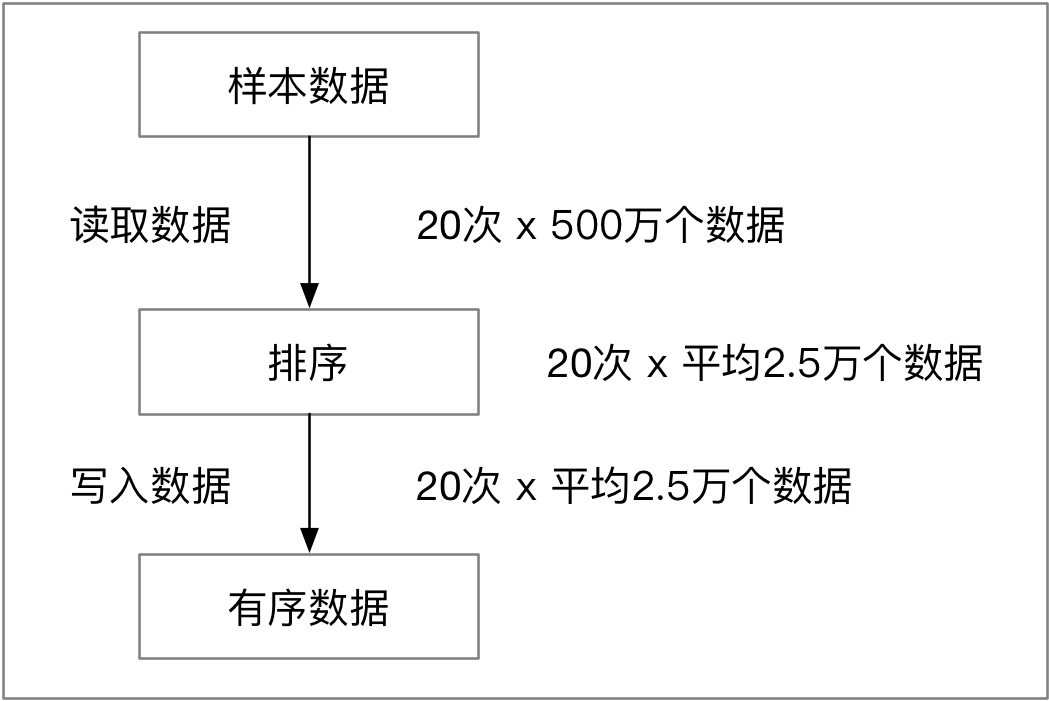 样本数据
读取数据
20次 x 500万个数据
排序
20次 x 平均2.5万个数据
写入数据
20次 x 平均2.5万个数据
有序数据